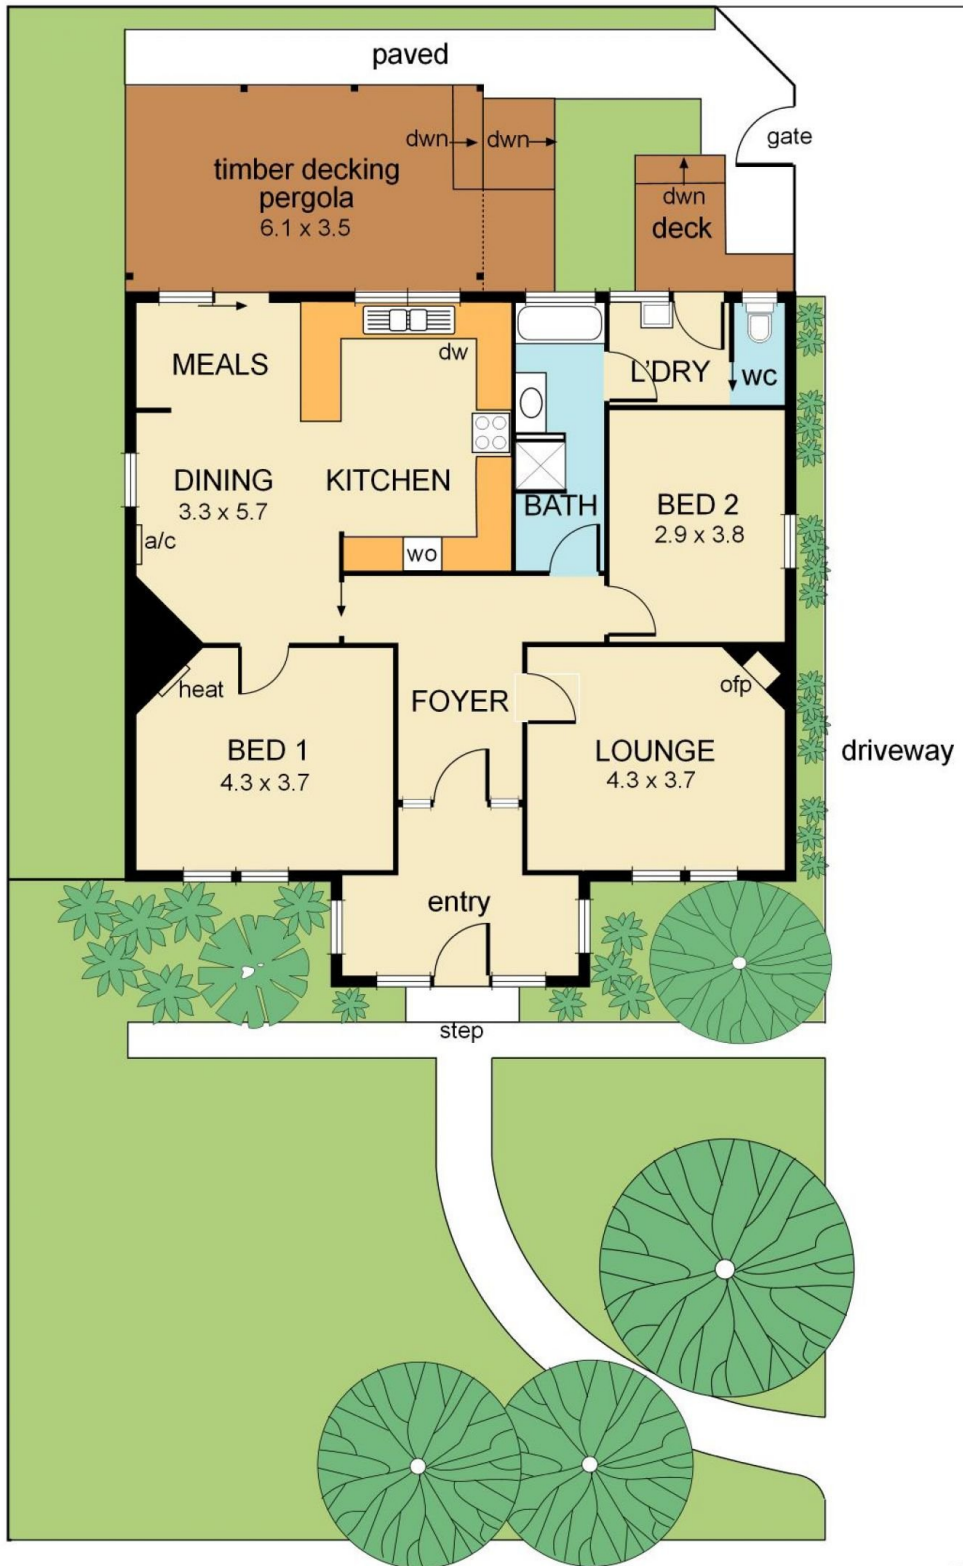 paved
gate
dwn
dwn
timber decking
pergola
6.1 x 3.5
dwn
deck
MEALS
dw
L'DRY
wc
DINING
3.3 x 5.7
KITCHEN
BATH
BED 2
2.9 x 3.8
a/c
wo
heat
ofp
FOYER
BED 1
4.3 x 3.7
LOUNGE
4.3 x 3.7
driveway
entry
step